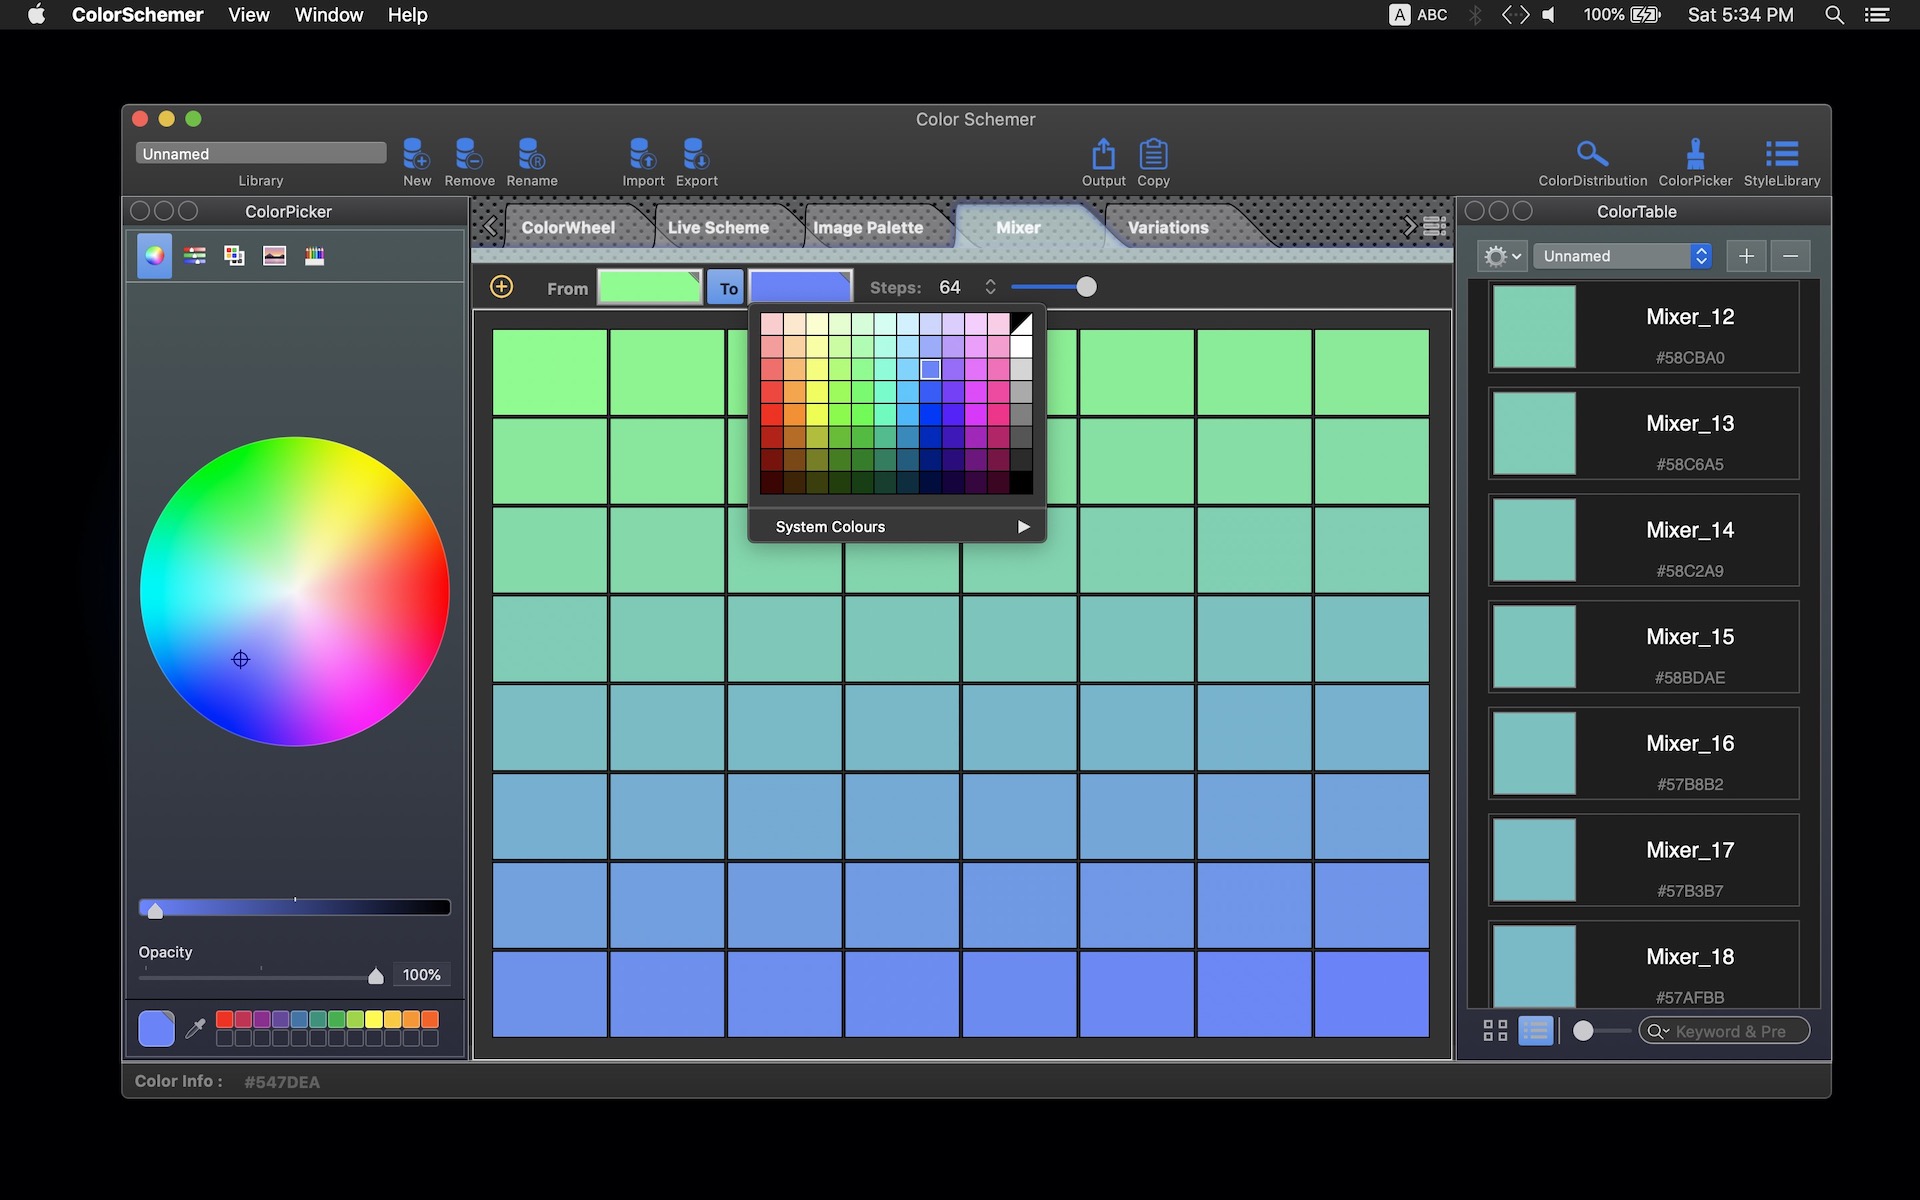 ColorSchemer View Window Help
A ABC 100% Sat 5:34 PM
Color Schemer
Unnamed
Library New Remove Rename Import Export Output Copy ColorDistribution ColorPicker StyleLibrary
ColorPicker
ColorWheel Live Scheme Image Palette Mixer Variations
ColorTable
Unnamed
From To Steps: 64
System Colours
Mixer_12
#58CBA0
Mixer_13
#58C6A5
Mixer_14
#58C2A9
Mixer_15
#58BDAE
Mixer_16
#57B8B2
Mixer_17
#57B3B7
Mixer_18
#57AFBB
Opacity
100%
Keyword & Pre
Color Info : #547DEA